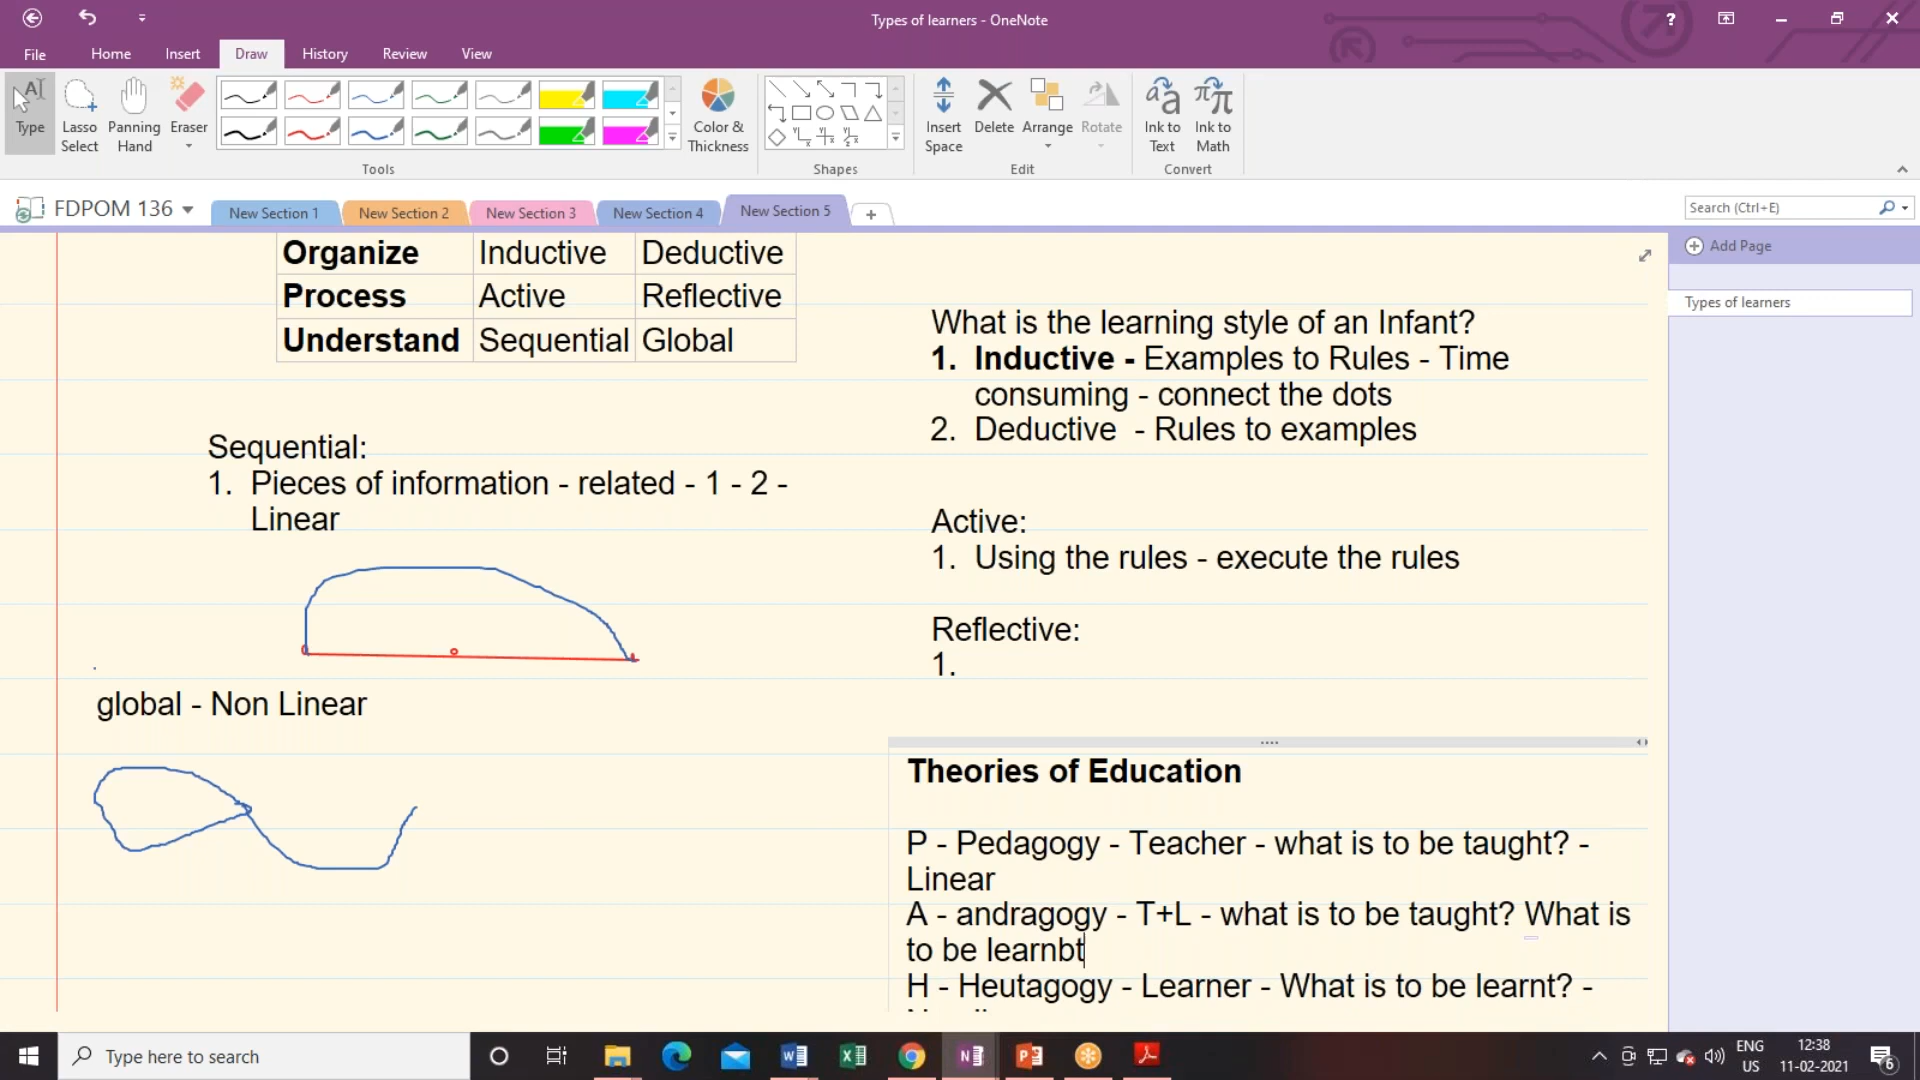 Types of learners - OneNote
?
File
Home
Insert
Draw
History
Review
View
Type
Lasso
Select
Panning
Hand
Eraser
Color &
Thickness
Insert
Space
Delete
Arrange
Rotate
Ink to
Text
Ink to
Math
Tools
Shapes
Edit
Convert
FDPOM 136
New Section 1
New Section 2
New Section 3
New Section 4
New Section 5
Search (Ctrl+E)
Add Page
Types of learners
Organize Inductive Deductive
Process Active Reflective
Understand Sequential Global
Sequential:
1. Pieces of information - related - 1 - 2 -
Linear
global - Non Linear
What is the learning style of an Infant?
1. Inductive - Examples to Rules - Time
consuming - connect the dots
2. Deductive - Rules to examples
Active:
1. Using the rules - execute the rules
Reflective:
1.
Theories of Education
P - Pedagogy - Teacher - what is to be taught? -
Linear
A - andragogy - T+L - what is to be taught? What is
to be learnbt
H - Heutagogy - Learner - What is to be learnt? -
Type here to search
ENG
US
12:38
11-02-2021
6